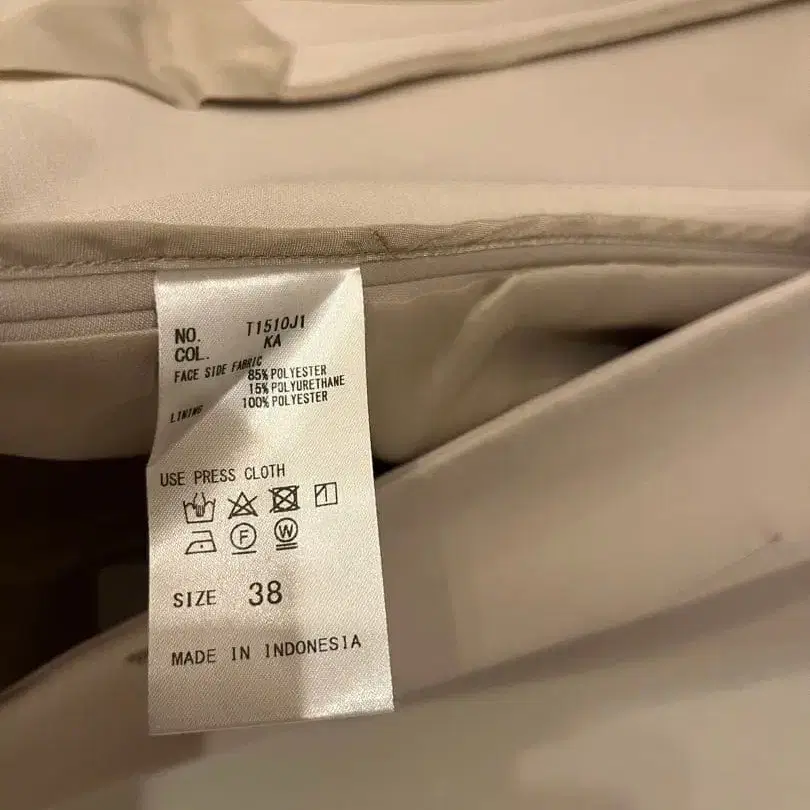 NO. T1510J1
COL. KA
FACE SIDE FABRIC
85% POLYESTER
15% POLYURETHANE
LINING 100% POLYESTER
USE PRESS CLOTH
F W
SIZE 38
MADE IN INDONESIA